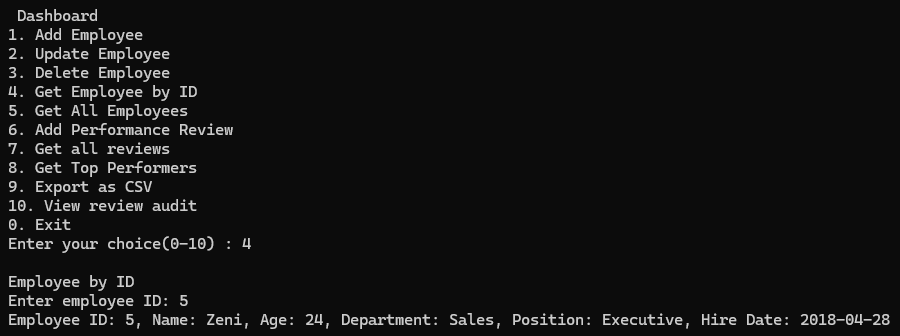 Dashboard
1. Add Employee
2. Update Employee
3. Delete Employee
4. Get Employee by ID
5. Get All Employees
6. Add Performance Review
7. Get all reviews
8. Get Top Performers
9. Export as CSV
10. View review audit
0. Exit
Enter your choice(0-10) : 4
Employee by ID
Enter employee ID: 5
Employee ID: 5, Name: Zeni, Age: 24, Department: Sales, Position: Executive, Hire Date: 2018-04-28